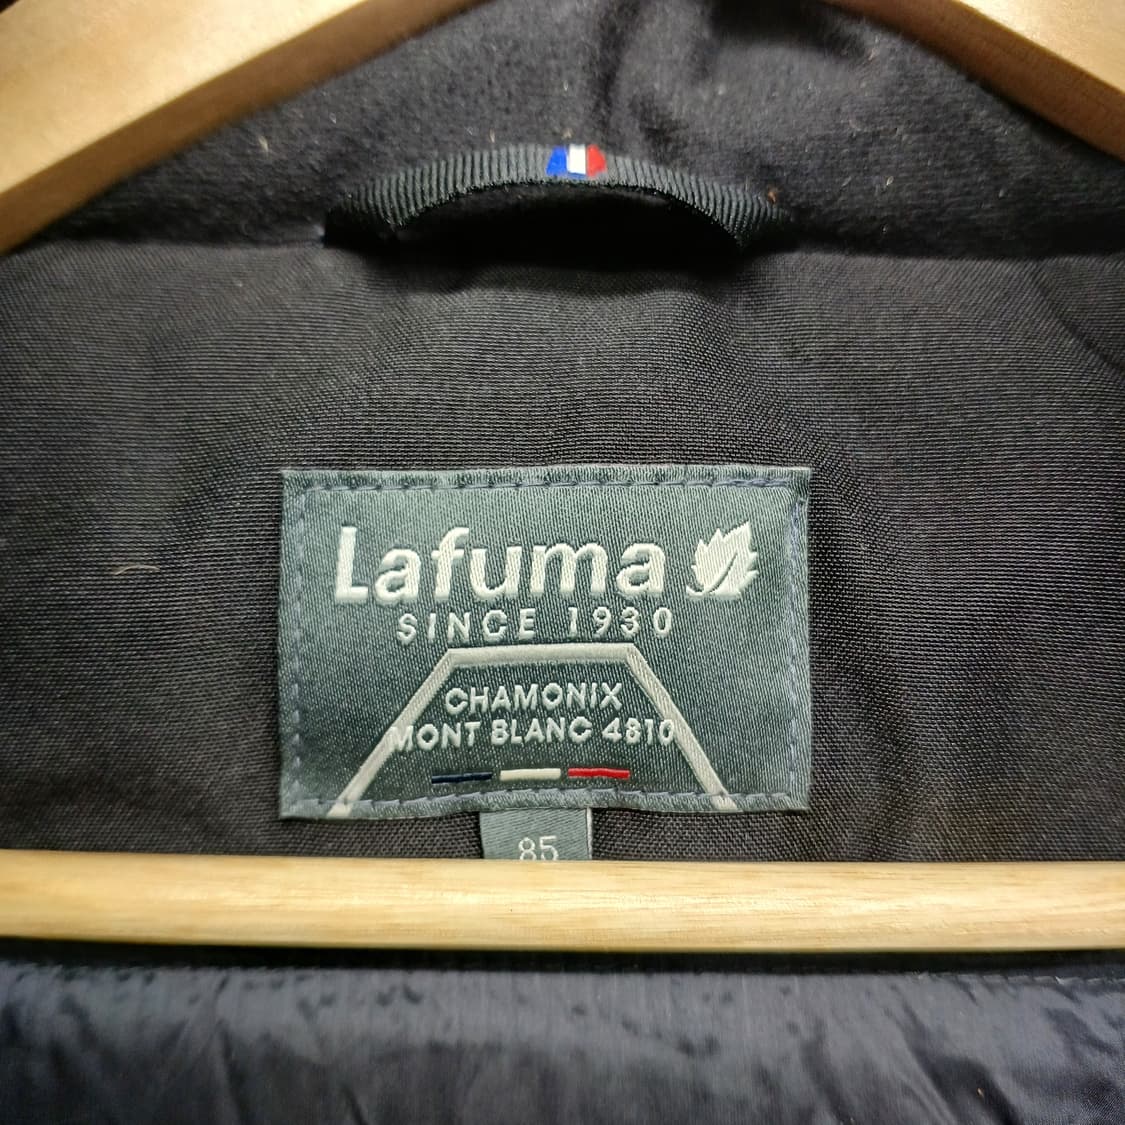 Lafuma
SINCE 1930
CHAMONIX
MONT BLANC 4810
85